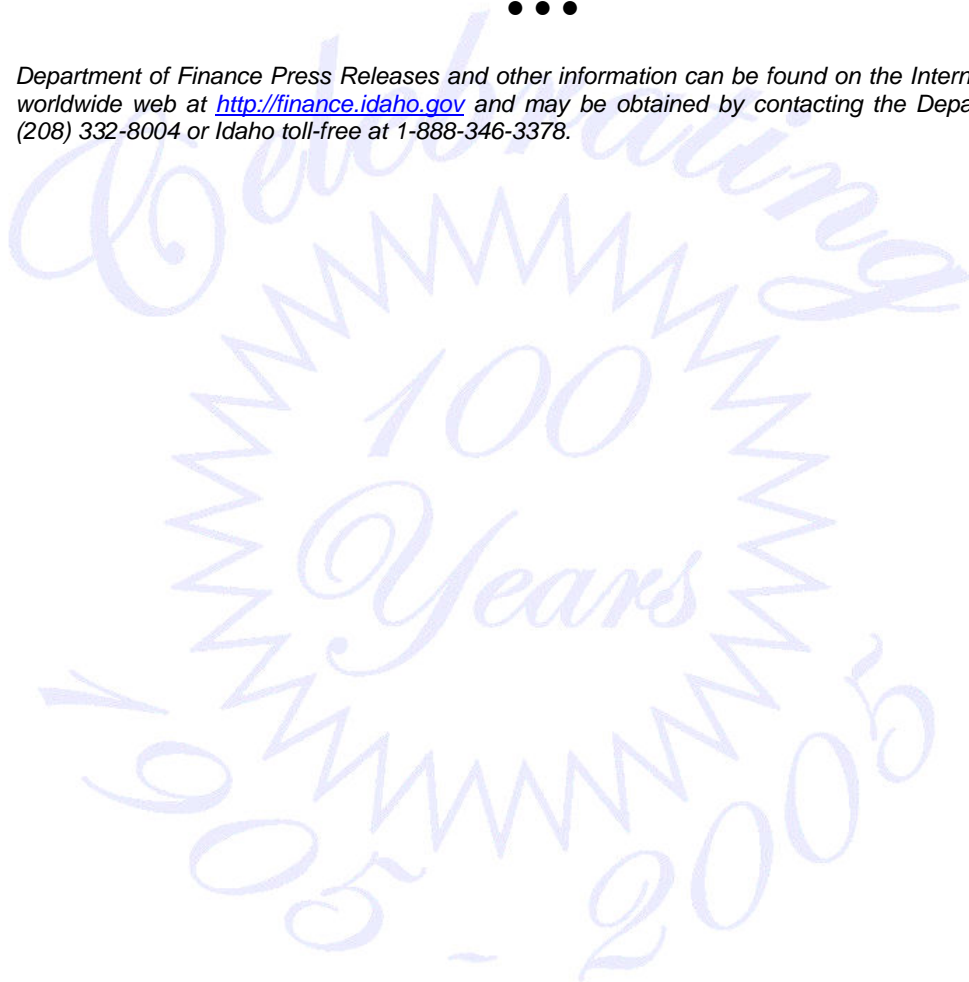 • • •
Department of Finance Press Releases and other information can be found on the
worldwide web at http://finance.idaho.gov and may be obtained by contacting the
(208) 332-8004 or Idaho toll-free at 1-888-346-3378.
Celebrating
100
Years
1905 - 2005